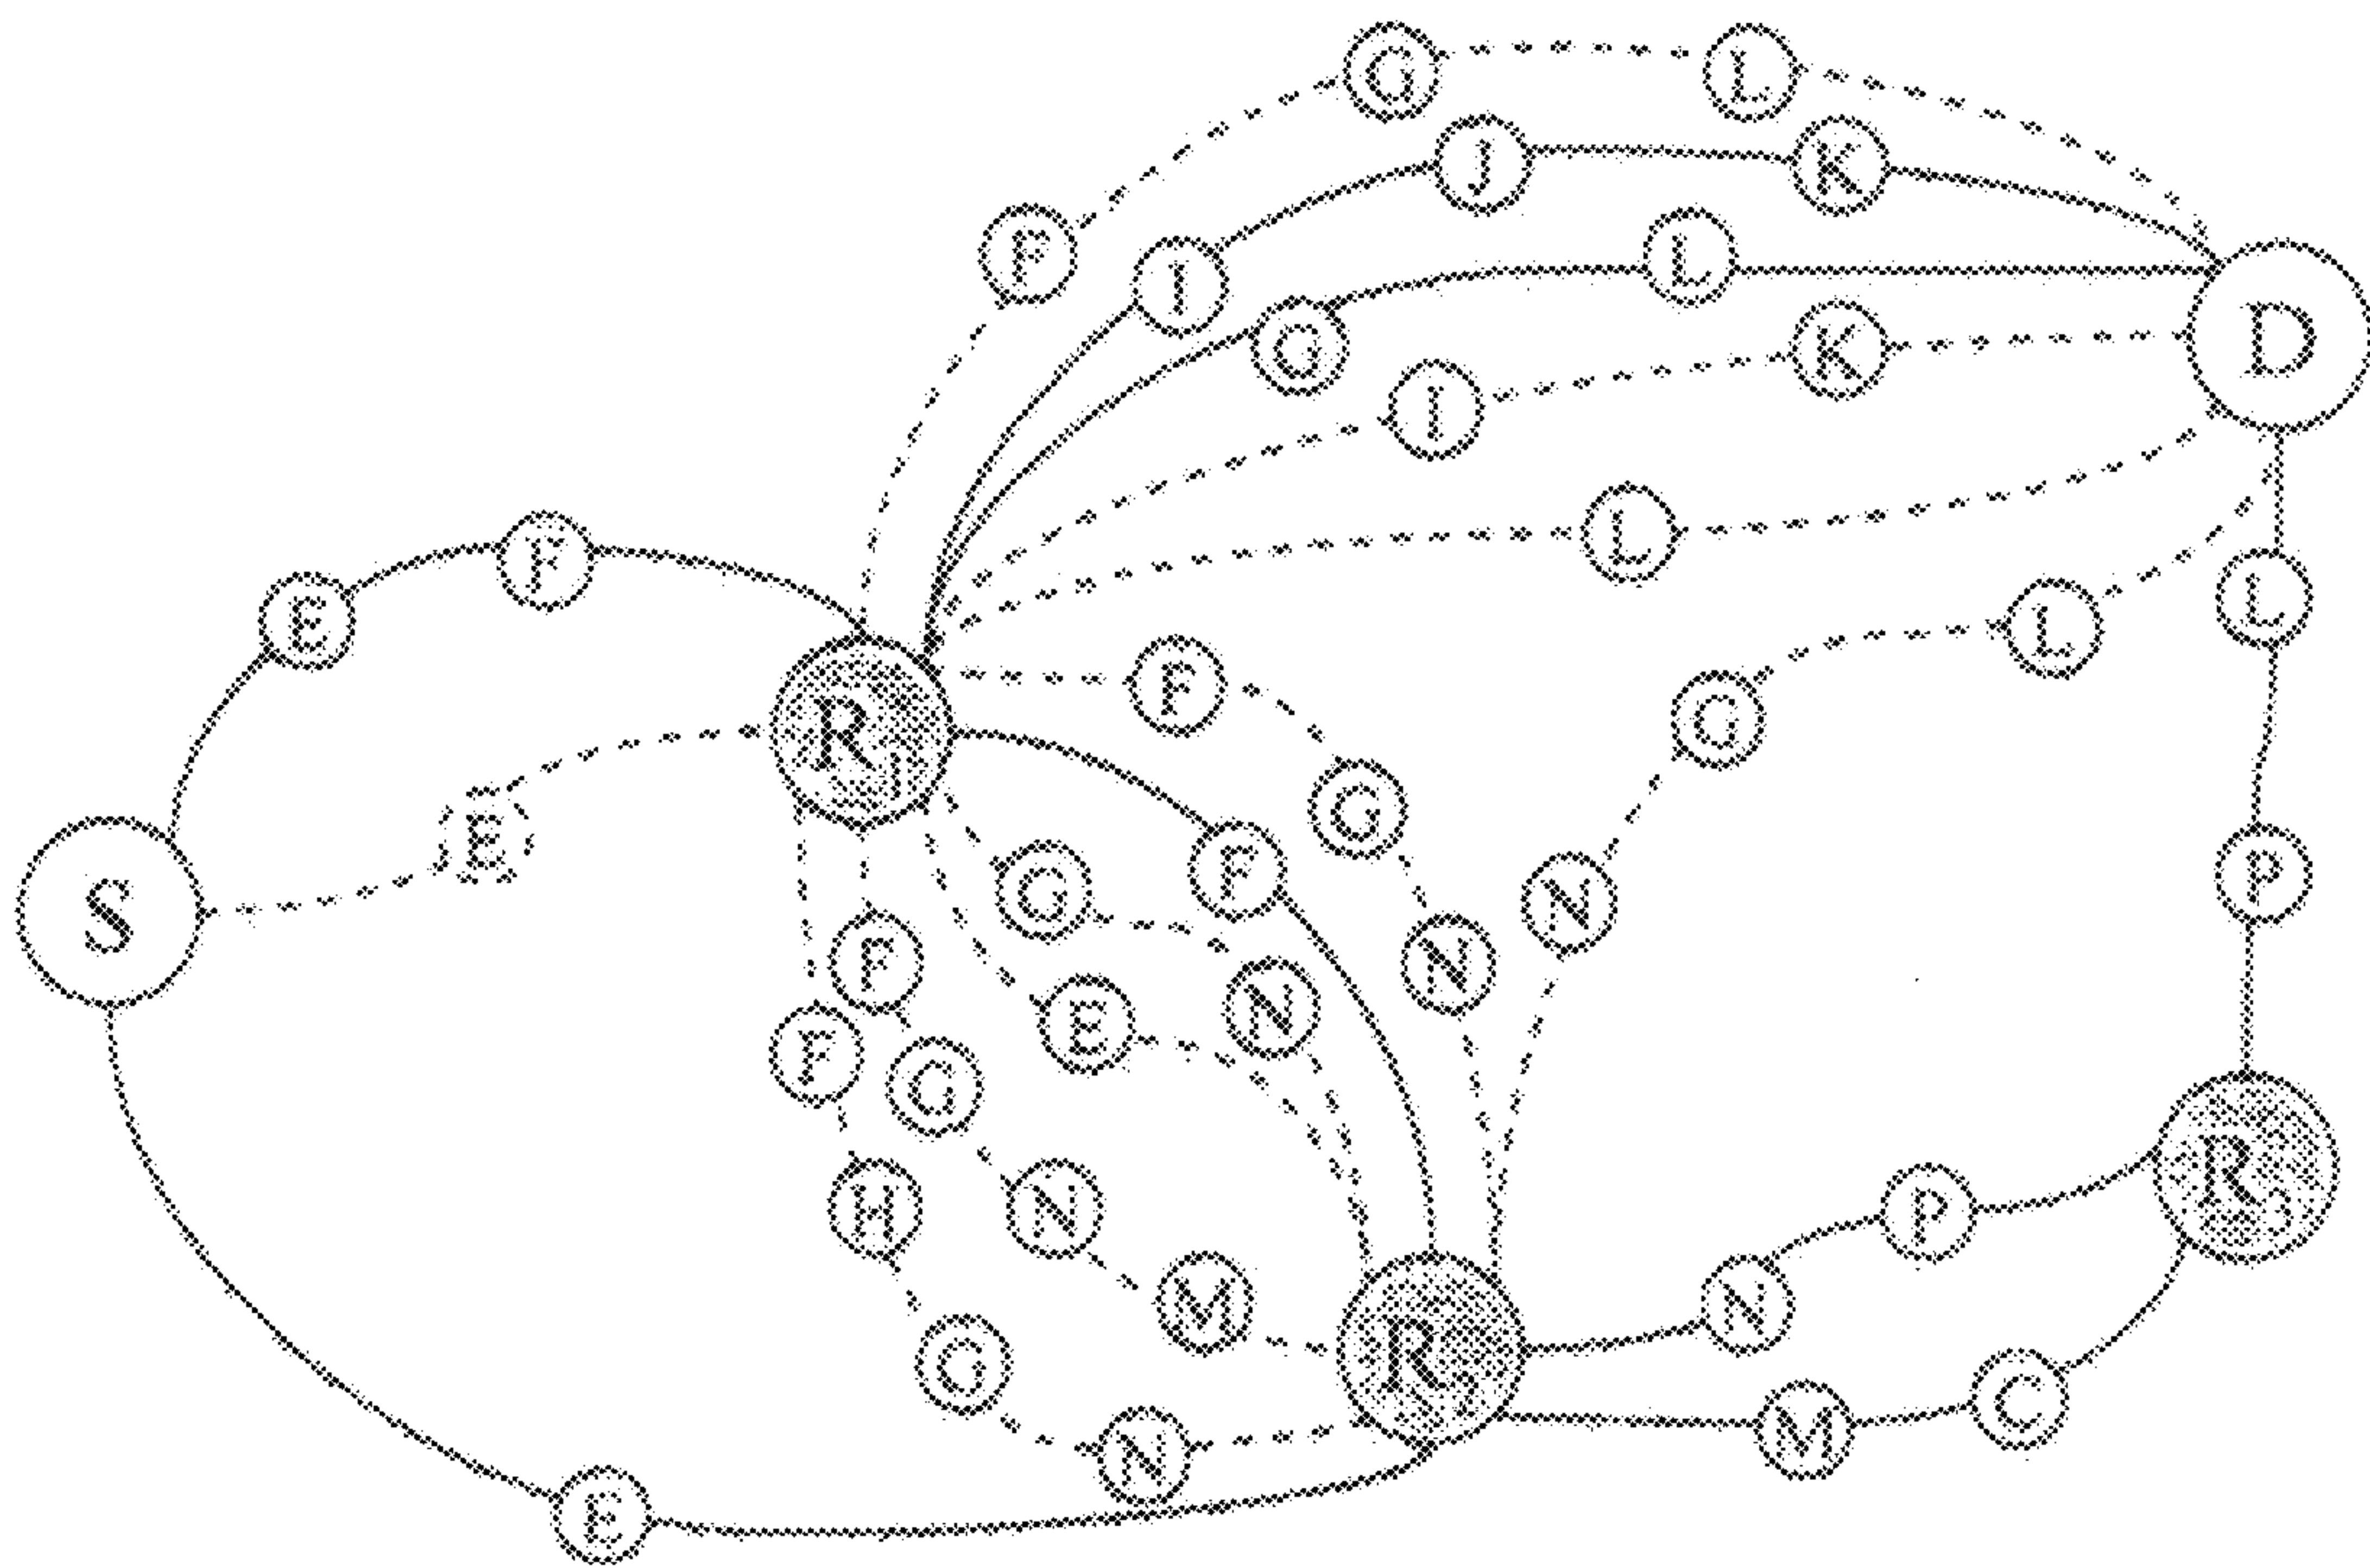 G L
J K
F I L
G I K D
L
E F L L
F G
R1
E G F G P
S F G N N
E N
F G
H N P R3
M N
G R2 M C
N
E